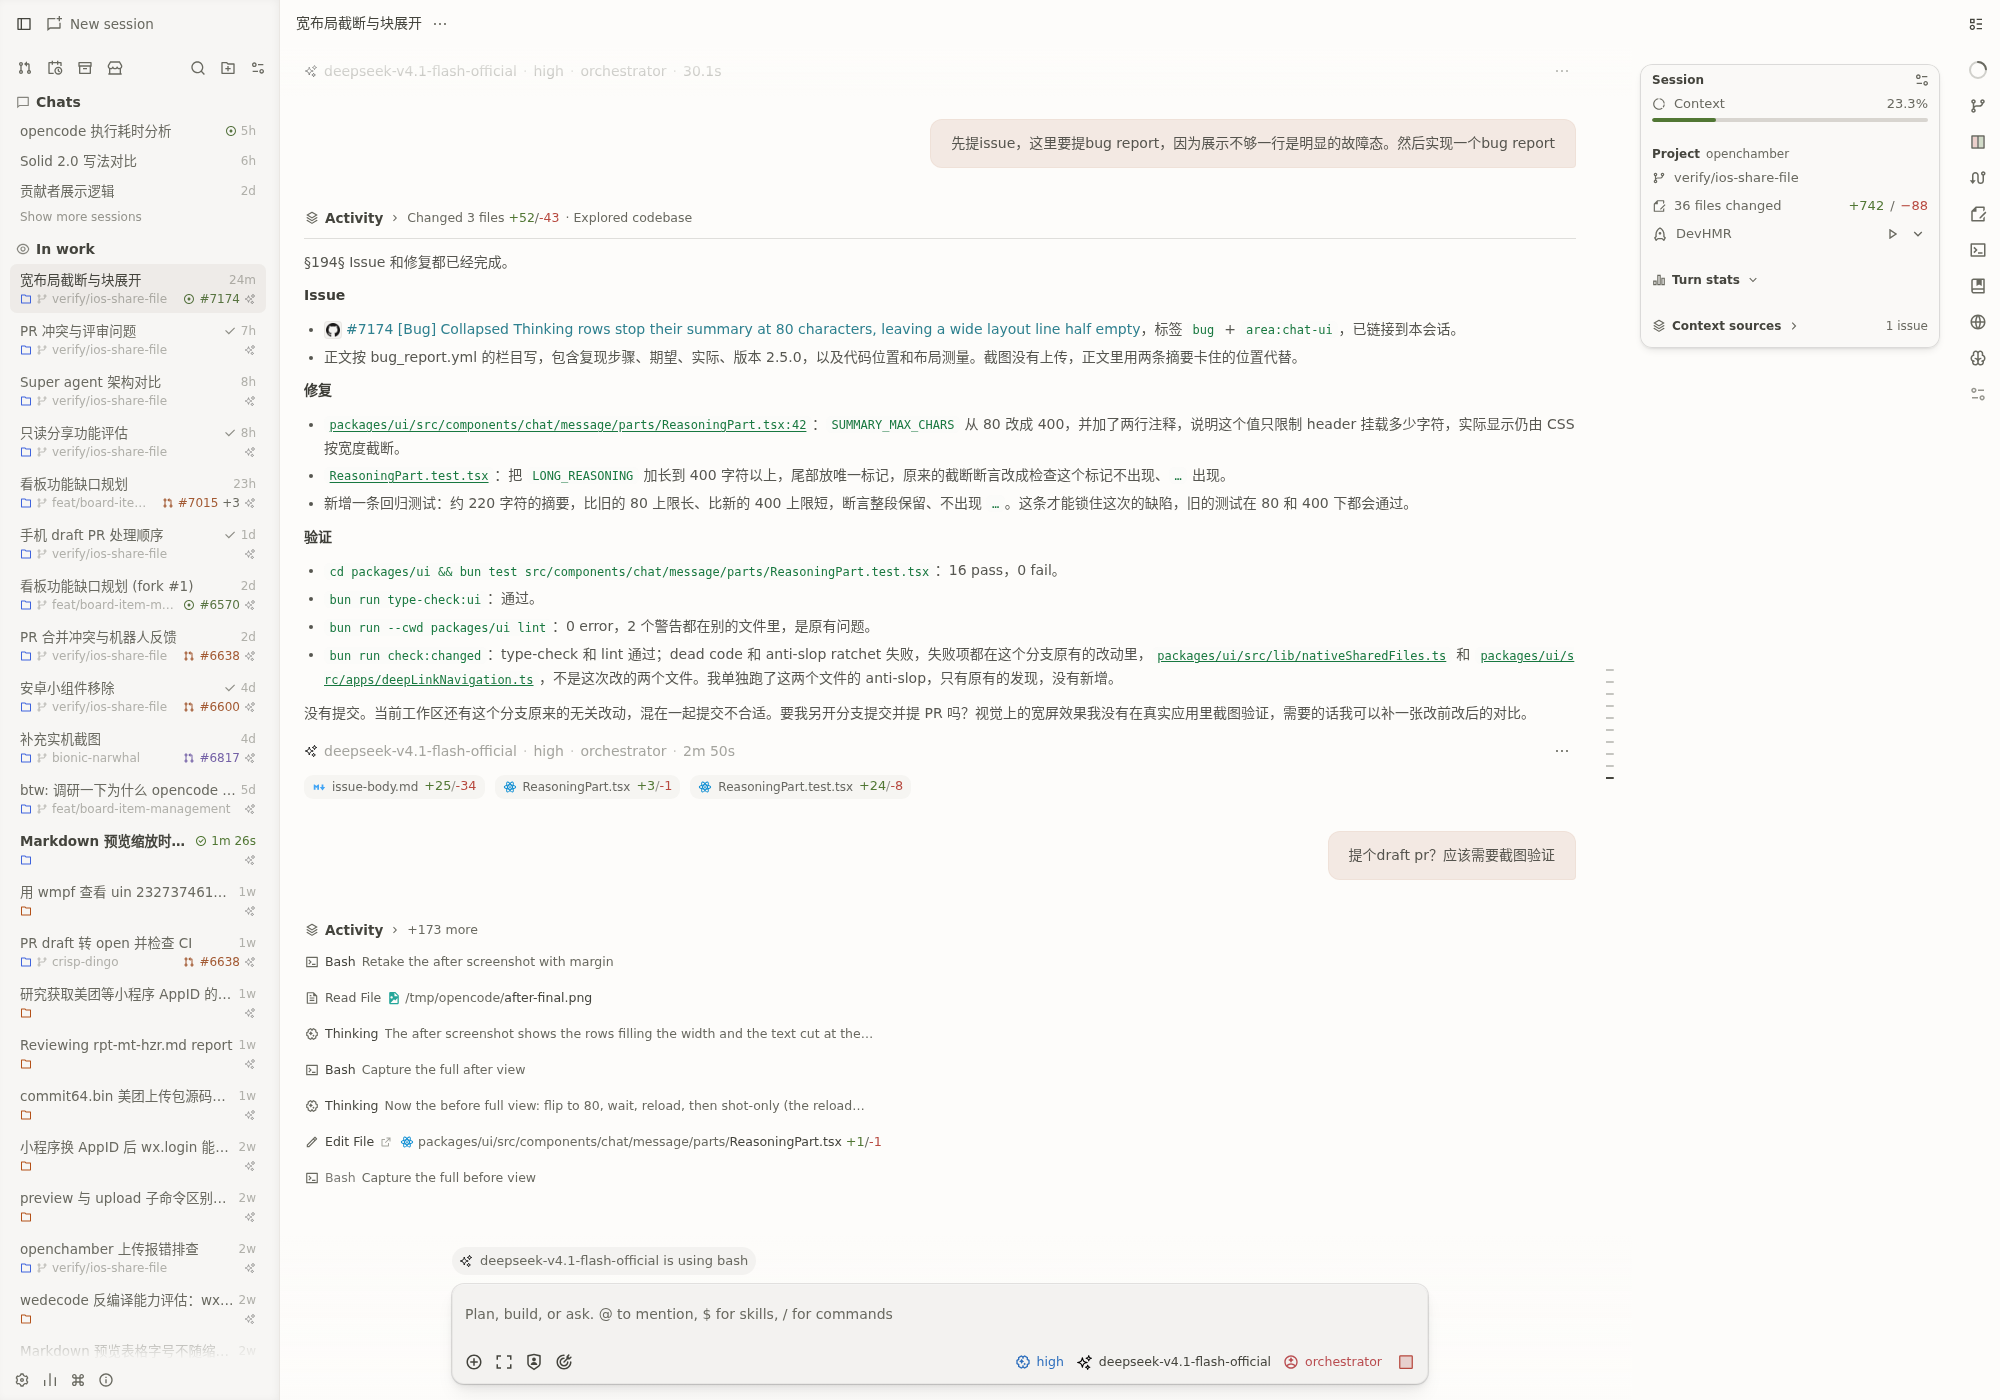 New session
Chats
opencode 执行耗时分析 5h
Solid 2.0 写法对比 6h
贡献者展示逻辑 2d
Show more sessions
In work
宽布局截断与块展开 24m
verify/ios-share-file #7174
PR 冲突与评审问题 7h
verify/ios-share-file
Super agent 架构对比 8h
verify/ios-share-file
只读分享功能评估 8h
verify/ios-share-file
看板功能缺口规划 23h
feat/board-ite... #7015 +3
手机 draft PR 处理顺序 1d
verify/ios-share-file
看板功能缺口规划 (fork #1) 2d
feat/board-item-m... #6570
PR 合并冲突与机器人反馈 2d
verify/ios-share-file #6638
安卓小组件移除 4d
verify/ios-share-file #6600
补充实机截图 4d
bionic-narwhal #6817
btw: 调研一下为什么 opencode ... 5d
feat/board-item-management
Markdown 预览缩放时... 1m 26s
用 wmpf 查看 uin 232737461... 1w
PR draft 转 open 并检查 CI 1w
crisp-dingo #6638
研究获取美团等小程序 AppID 的... 1w
Reviewing rpt-mt-hzr.md report 1w
commit64.bin 美团上传包源码... 1w
小程序换 AppID 后 wx.login 能... 2w
preview 与 upload 子命令区别... 2w
openchamber 上传报错排查 2w
verify/ios-share-file
wedecode 反编译能力评估：wx... 2w
Markdown 预览表格字号不随缩... 2w
宽布局截断与块展开 ...
deepseek-v4.1-flash-official · high · orchestrator · 30.1s
先提issue，这里要提bug report，因为展示不够一行是明显的故障态。然后实现一个bug report
Activity › Changed 3 files +52/-43 · Explored codebase
§194§ Issue 和修复都已经完成。
Issue
• #7174 [Bug] Collapsed Thinking rows stop their summary at 80 characters, leaving a wide layout line half empty，标签 bug + area:chat-ui ，已链接到本会话。
• 正文按 bug_report.yml 的栏目写，包含复现步骤、期望、实际、版本 2.5.0，以及代码位置和布局测量。截图没有上传，正文里用两条摘要卡住的位置代替。
修复
• packages/ui/src/components/chat/message/parts/ReasoningPart.tsx:42 ： SUMMARY_MAX_CHARS 从 80 改成 400，并加了两行注释，说明这个值只限制 header 挂载多少字符，实际显示仍由 CSS
按宽度截断。
• ReasoningPart.test.tsx ：把 LONG_REASONING 加长到 400 字符以上，尾部放唯一标记，原来的截断断言改成检查这个标记不出现、 … 出现。
• 新增一条回归测试：约 220 字符的摘要，比旧的 80 上限长、比新的 400 上限短，断言整段保留、不出现 … 。这条才能锁住这次的缺陷，旧的测试在 80 和 400 下都会通过。
验证
• cd packages/ui && bun test src/components/chat/message/parts/ReasoningPart.test.tsx ：16 pass，0 fail。
• bun run type-check:ui ：通过。
• bun run --cwd packages/ui lint ：0 error，2 个警告都在别的文件里，是原有问题。
• bun run check:changed ：type-check 和 lint 通过；dead code 和 anti-slop ratchet 失败，失败项都在这个分支原有的改动里， packages/ui/src/lib/nativeSharedFiles.ts 和 packages/ui/s
rc/apps/deepLinkNavigation.ts ，不是这次改的两个文件。我单独跑了这两个文件的 anti-slop，只有原有的发现，没有新增。
没有提交。当前工作区还有这个分支原来的无关改动，混在一起提交不合适。要我另开分支提交并提 PR 吗？视觉上的宽屏效果我没有在真实应用里截图验证，需要的话我可以补一张改前改后的对比。
deepseek-v4.1-flash-official · high · orchestrator · 2m 50s
issue-body.md +25/-34 ReasoningPart.tsx +3/-1 ReasoningPart.test.tsx +24/-8
提个draft pr？应该需要截图验证
Activity › +173 more
Bash Retake the after screenshot with margin
Read File /tmp/opencode/after-final.png
Thinking The after screenshot shows the rows filling the width and the text cut at the...
Bash Capture the full after view
Thinking Now the before full view: flip to 80, wait, reload, then shot-only (the reload...
Edit File packages/ui/src/components/chat/message/parts/ReasoningPart.tsx +1/-1
Bash Capture the full before view
deepseek-v4.1-flash-official is using bash
Plan, build, or ask. @ to mention, $ for skills, / for commands
high deepseek-v4.1-flash-official orchestrator
Session
Context 23.3%
Project openchamber
verify/ios-share-file
36 files changed +742 / −88
DevHMR
Turn stats
Context sources › 1 issue